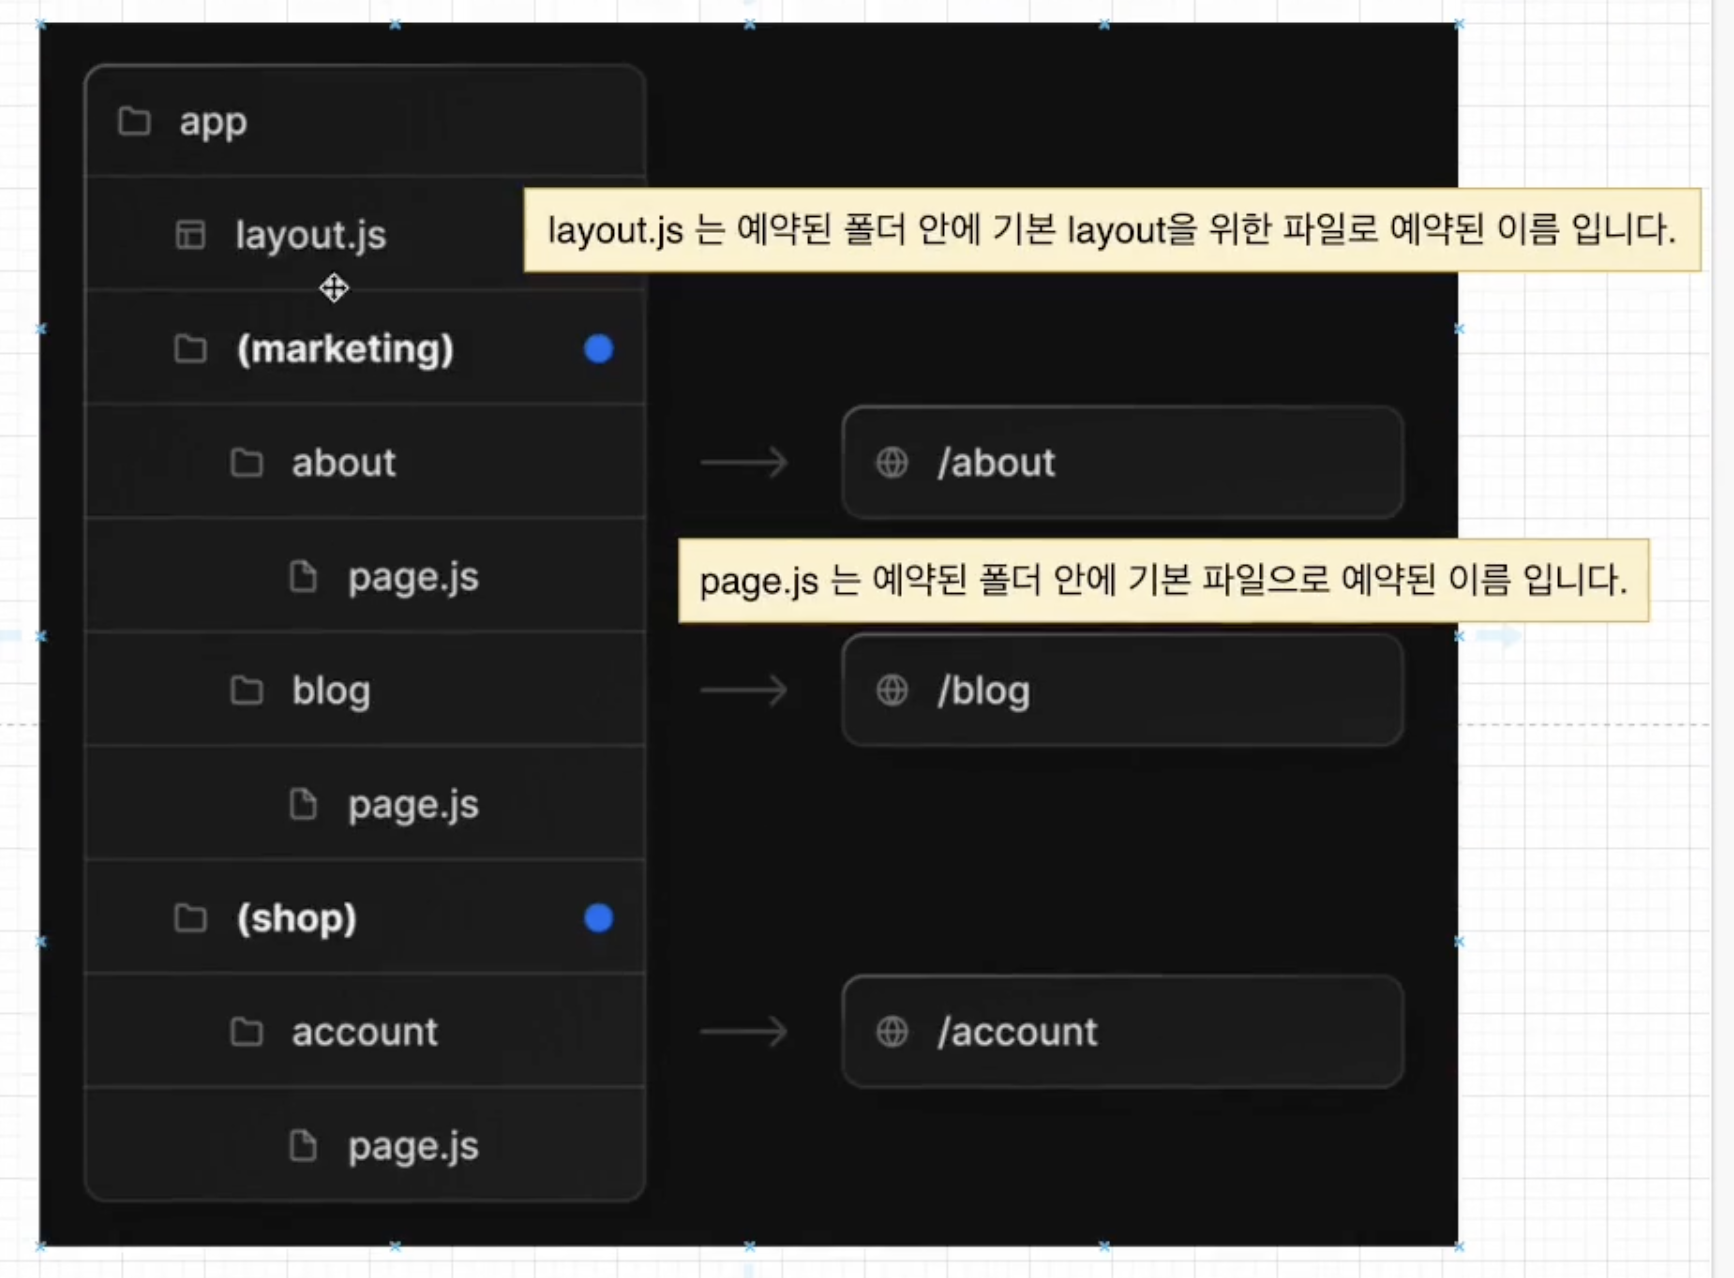 app
layout.js
layout.js 는 예약된 폴더 안에 기본 layout을 위한 파일로 예약된 이름 입니다.
(marketing)
about
/about
page.js
page.js 는 예약된 폴더 안에 기본 파일으로 예약된 이름 입니다.
blog
/blog
page.js
(shop)
account
/account
page.js